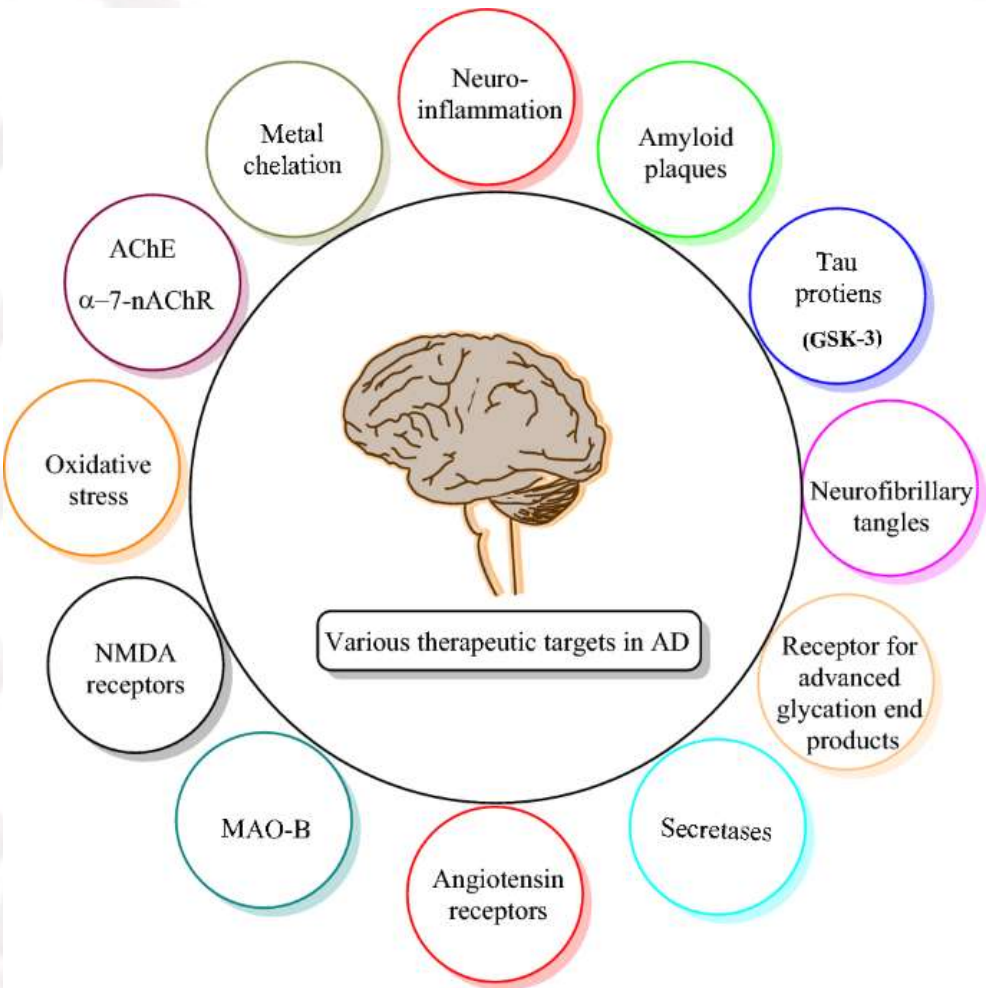 Neuro-
inflammation
Amyloid
plaques
Tau
protiens
(GSK-3)
Neurofibrillary
tangles
Receptor for
advanced
glycation end
products
Secretases
Angiotensin
receptors
MAO-B
NMDA
receptors
Oxidative
stress
AChE
α–7-nAChR
Metal
chelation
Various therapeutic targets in AD